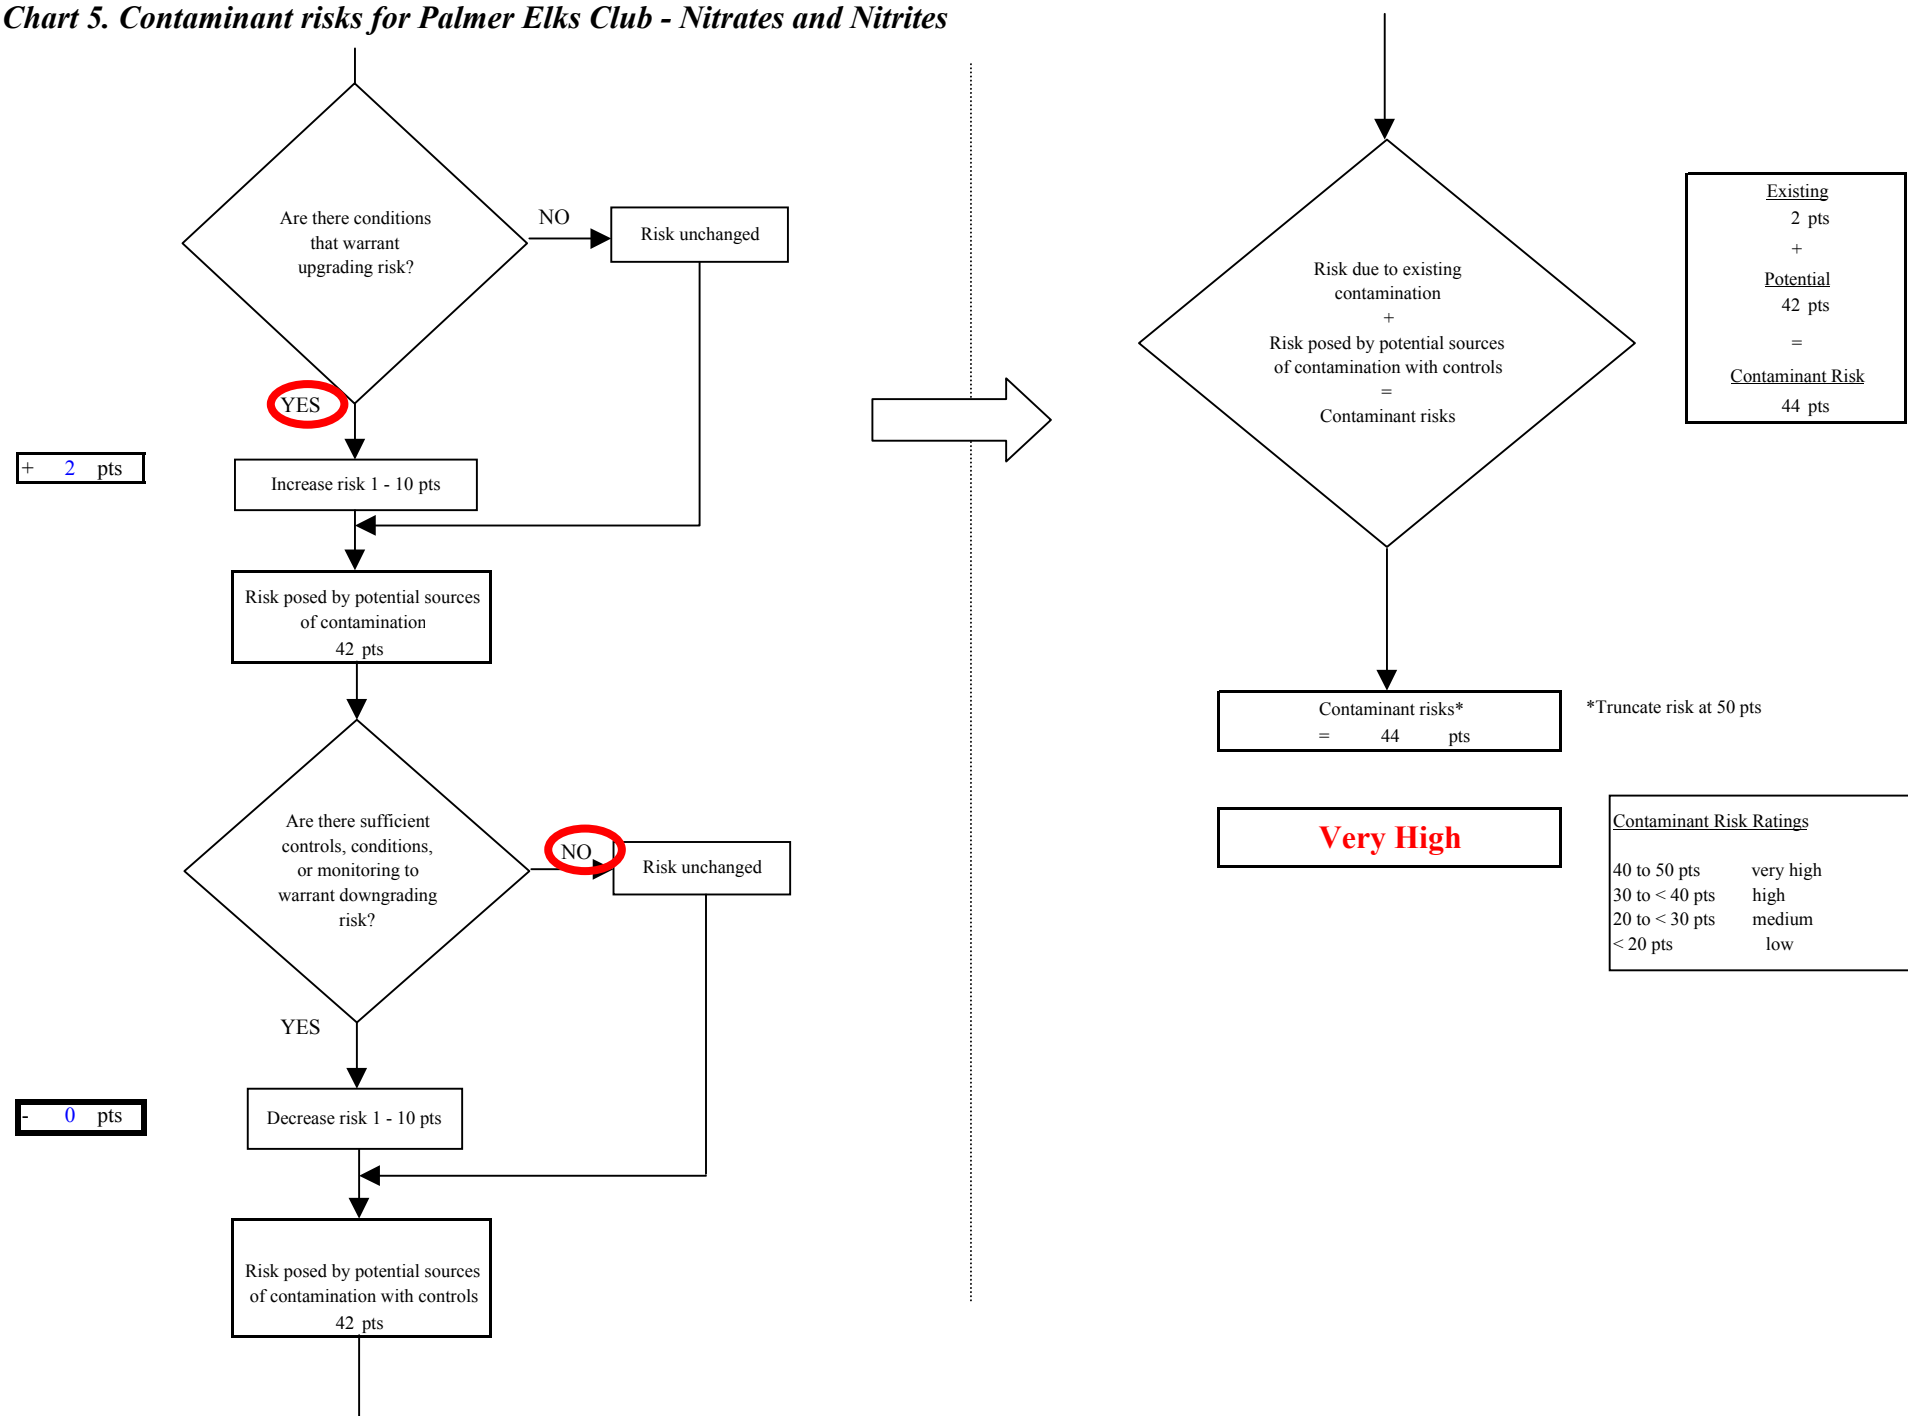 Chart 5. Contaminant risks for Palmer Elks Club - Nitrates and Nitrites
Are there conditions
that warrant
upgrading risk?
NO
Risk unchanged
YES
+ 2 pts
Increase risk 1 - 10 pts
Risk posed by potential sources
of contamination
42 pts
Are there sufficient
controls, conditions,
or monitoring to
warrant downgrading
risk?
NO
Risk unchanged
YES
- 0 pts
Decrease risk 1 - 10 pts
Risk posed by potential sources
of contamination with controls
42 pts
Risk due to existing
contamination
+
Risk posed by potential sources
of contamination with controls
=
Contaminant risks
Existing
2 pts
+
Potential
42 pts
=
Contaminant Risk
44 pts
Contaminant risks*
= 44 pts
*Truncate risk at 50 pts
Very High
Contaminant Risk Ratings
40 to 50 pts very high
30 to < 40 pts high
20 to < 30 pts medium
< 20 pts low